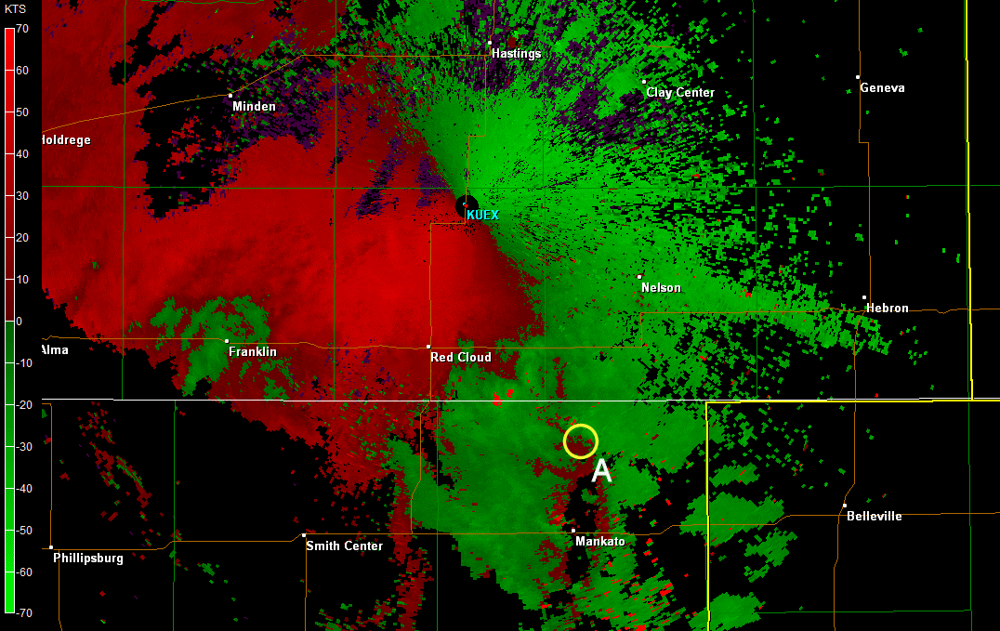 KTS
70
60
50
40
30
20
10
0
-10
-20
-30
-40
-50
-60
-70
Hastings
Clay Center
Geneva
Minden
Holdrege
KUEX
Nelson
Hebron
Alma
Franklin
Red Cloud
A
Belleville
Mankato
Smith Center
Phillipsburg